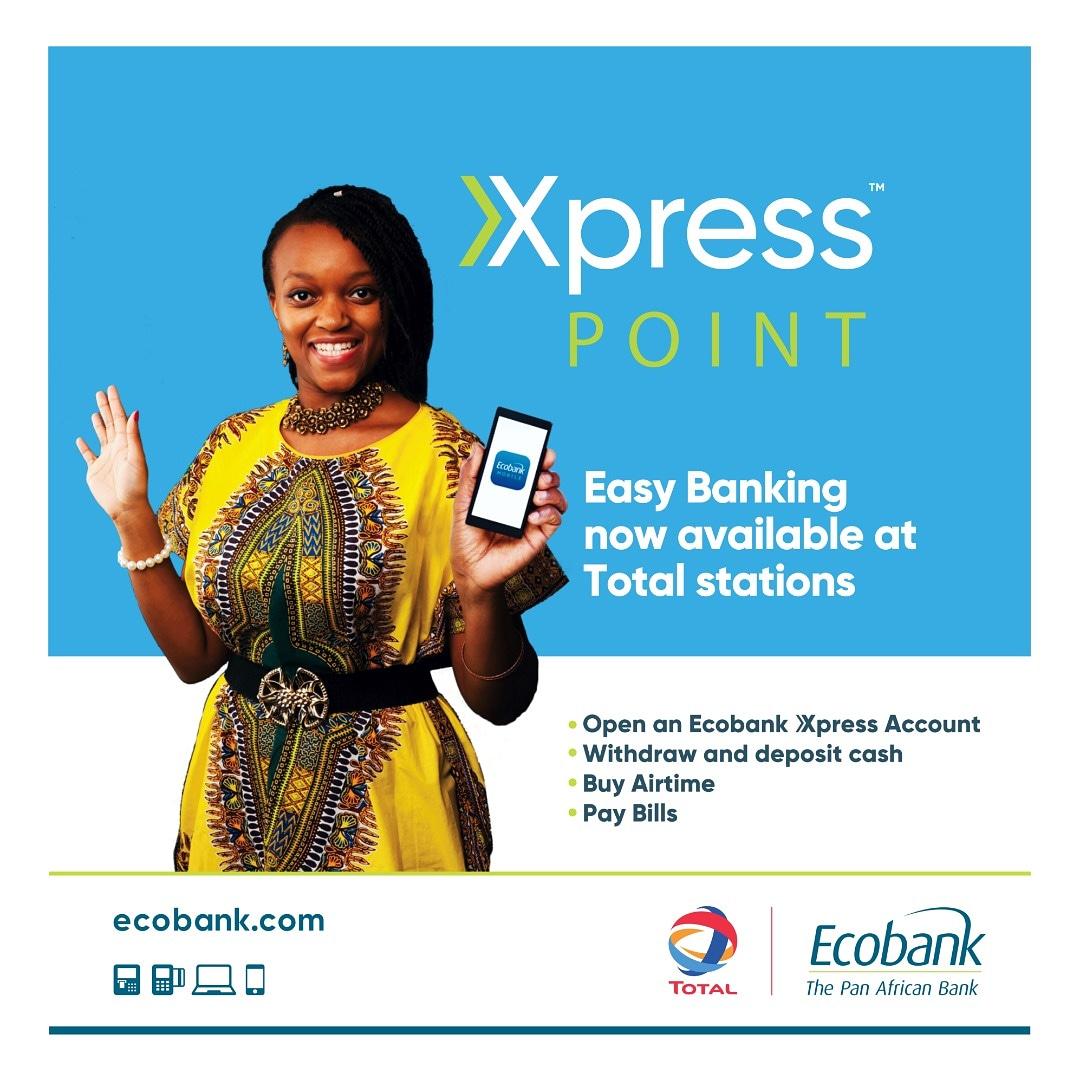 Xpress™
POINT
Ecobank
MOBILE
Easy Banking
now available at
Total stations
• Open an Ecobank Xpress Account
• Withdraw and deposit cash
• Buy Airtime
• Pay Bills
ecobank.com
TOTAL
Ecobank
The Pan African Bank